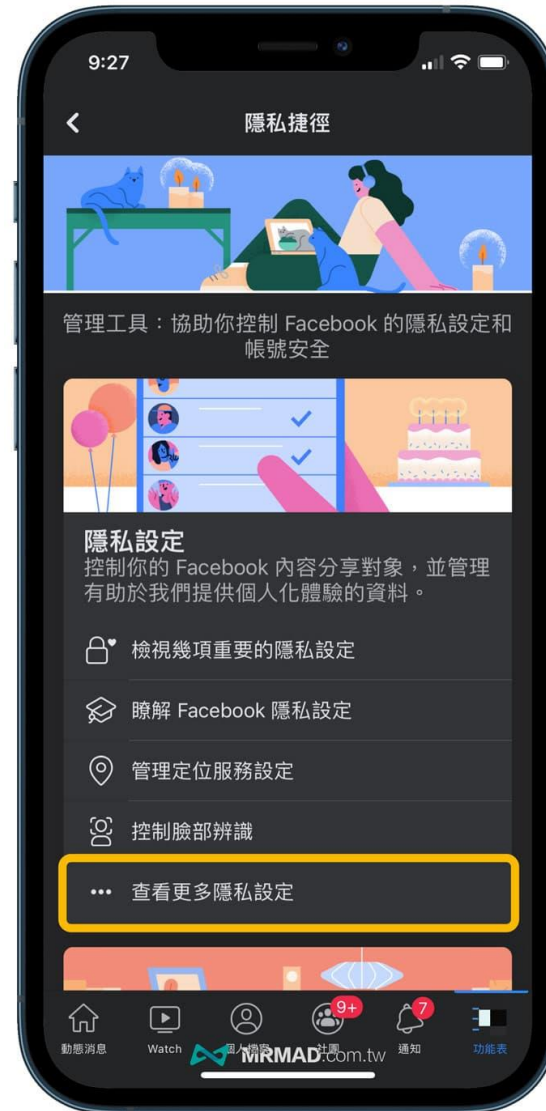 9:27
隱私捷徑
管理工具：協助你控制 Facebook 的隱私設定和
帳號安全
隱私設定
控制你的 Facebook 內容分享對象，並管理
有助於我們提供個人化體驗的資料。
檢視幾項重要的隱私設定
瞭解 Facebook 隱私設定
管理定位服務設定
控制臉部辨識
查看更多隱私設定
9+
7
動態消息 Watch 個人檔案 社團 通知 功能表
MRMAD.com.tw